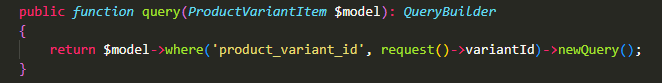 public function query(ProductVariantItem $model): QueryBuilder
{
return $model->where('product_variant_id', request()->variantId)->newQuery();
}